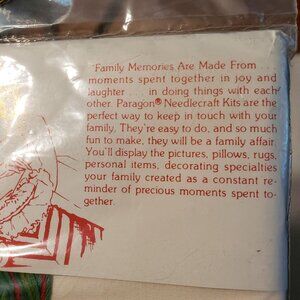 "Family Memories Are Made From . . .
moments spent together in joy and
laughter . . . in doing things with each
other. Paragon® Needlecraft Kits are the
perfect way to keep in touch with your
family, They're easy to do, and so much
fun to make, they will be a family affair.
You'll display the pictures, pillows, rugs,
personal items, decorating specialties
your family created as a constant re-
minder of precious moments spent to-
gether.